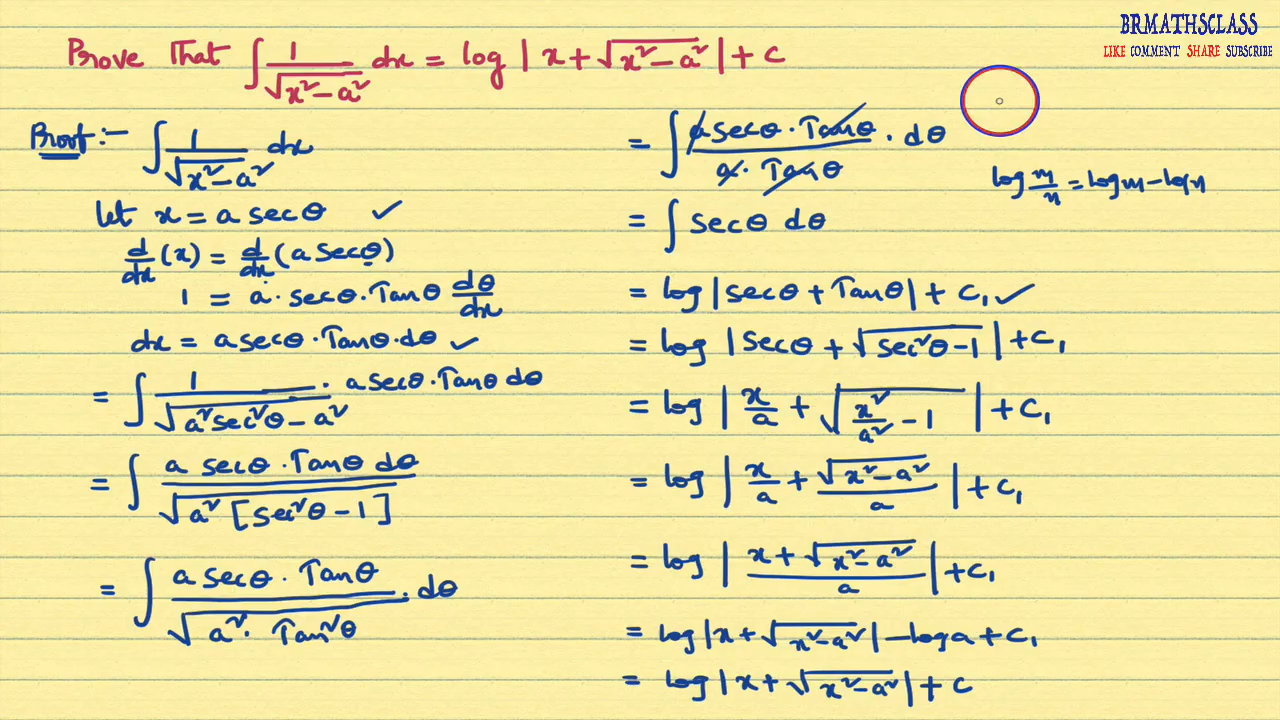 BRMATHSCLASS
LIKE COMMENT SHARE SUBSCRIBE
Prove That ∫ 1/√(x²-a²) dx = log | x + √(x²-a²) | + c
Proof :- ∫ 1/√(x²-a²) dx
let x = a secθ ✓
d/dx (x) = d/dx (a secθ)
1 = a · secθ · Tanθ dθ/dx
dx = a secθ · Tanθ · dθ ✓
= ∫ 1/√(a²sec²θ - a²) · a secθ · Tanθ dθ
= ∫ a secθ · Tanθ dθ / √(a² [sec²θ - 1])
= ∫ a secθ · Tanθ / √(a² · Tan²θ) · dθ
= ∫ a secθ · Tanθ / a · Tanθ · dθ
log m/n = log m - log n
= ∫ secθ dθ
= log |secθ + Tanθ| + c₁ ✓
= log |secθ + √(sec²θ - 1)| + c₁
= log | x/a + √(x²/a² - 1) | + c₁
= log | x/a + √(x²-a²)/a | + c₁
= log | (x + √(x²-a²))/a | + c₁
= log |x + √(x²-a²)| - log a + c₁
= log |x + √(x²-a²)| + c